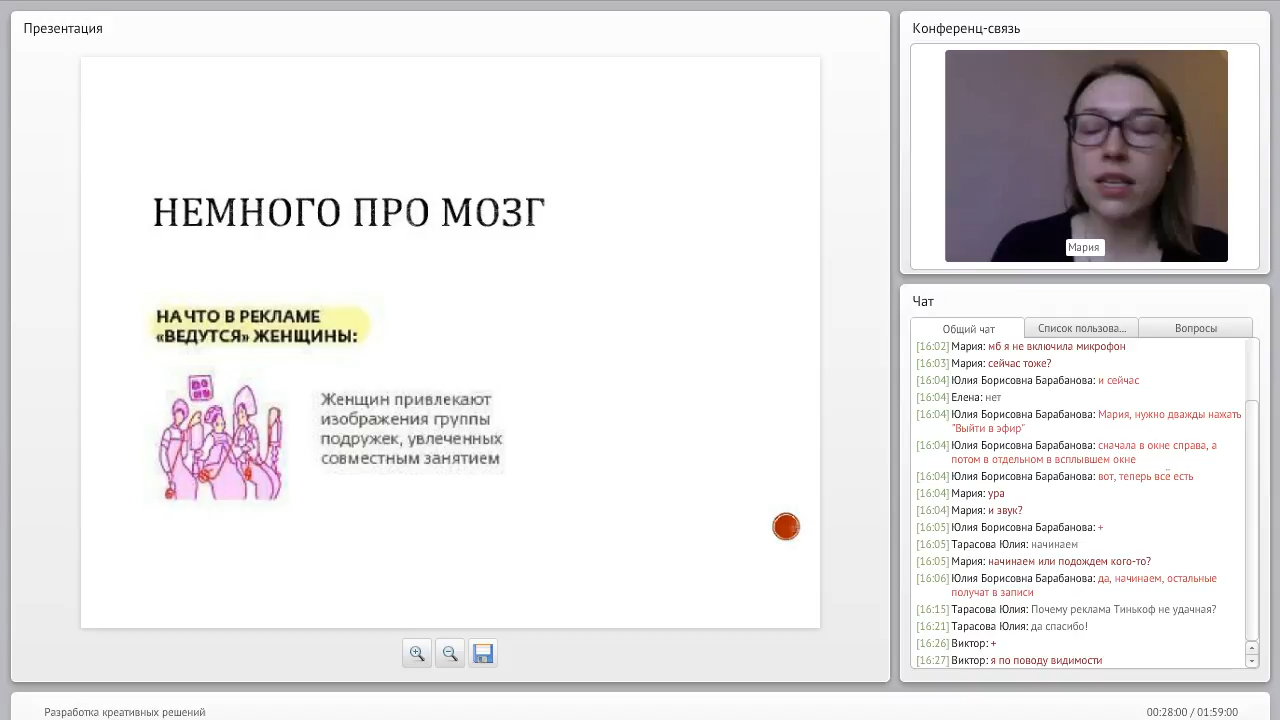 Презентация
НЕМНОГО ПРО МОЗГ
НА ЧТО В РЕКЛАМЕ
«ВЕДУТСЯ» ЖЕНЩИНЫ:
Женщин привлекают
изображения группы
подружек, увлеченных
совместным занятием
Конференц-связь
Мария
Чат
Общий чат
Список пользова...
Вопросы
[16:02] Мария: мб я не включила микрофон
[16:03] Мария: сейчас тоже?
[16:04] Юлия Борисовна Барабанова: и сейчас
[16:04] Елена: нет
[16:04] Юлия Борисовна Барабанова: Мария, нужно дважды нажать
"Выйти в эфир"
[16:04] Юлия Борисовна Барабанова: сначала в окне справа, а
потом в отдельном в всплывшем окне
[16:04] Юлия Борисовна Барабанова: вот, теперь всё есть
[16:04] Мария: ура
[16:04] Мария: и звук?
[16:05] Юлия Борисовна Барабанова: +
[16:05] Тарасова Юлия: начинаем
[16:05] Мария: начинаем или подождем кого-то?
[16:06] Юлия Борисовна Барабанова: да, начинаем, остальные
получат в записи
[16:15] Тарасова Юлия: Почему реклама Тинькоф не удачная?
[16:21] Тарасова Юлия: да спасибо!
[16:26] Виктор: +
[16:27] Виктор: я по поводу видимости
Разработка креативных решений
00:28:00 / 01:59:00